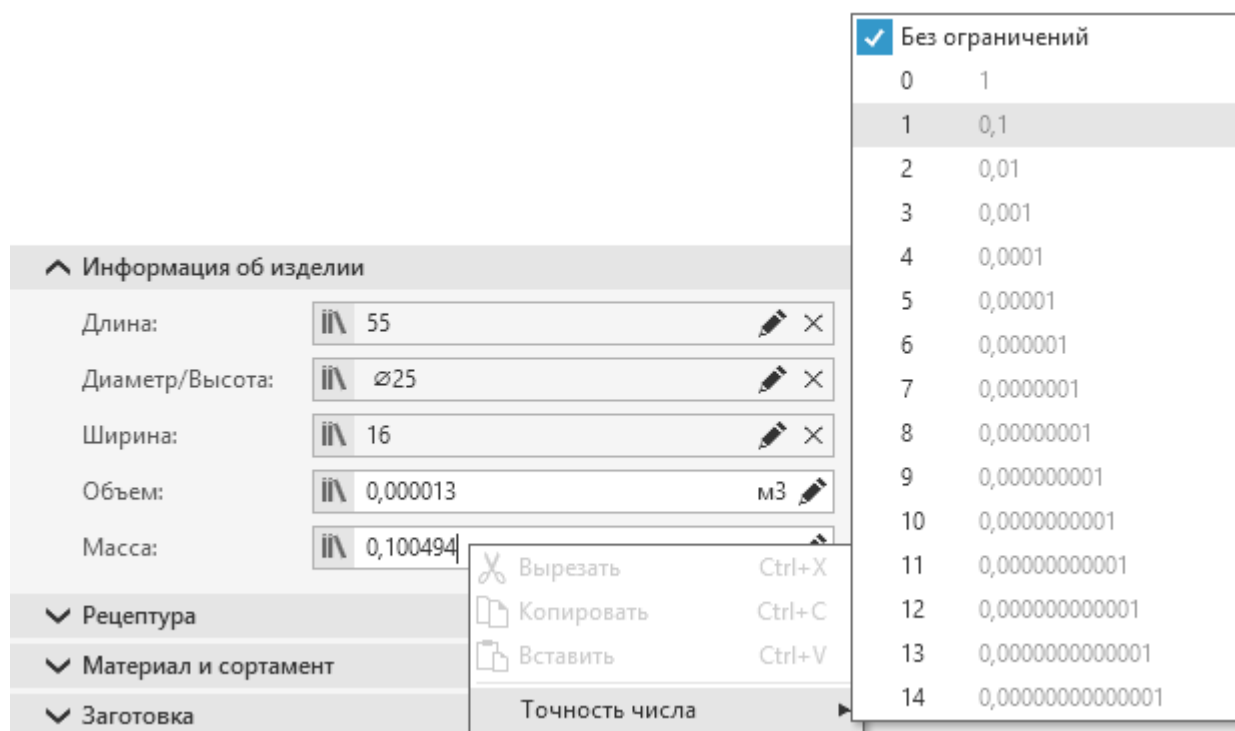 Без ограничений
0 1
1 0,1
2 0,01
3 0,001
4 0,0001
5 0,00001
6 0,000001
7 0,0000001
8 0,00000001
9 0,000000001
10 0,0000000001
11 0,00000000001
12 0,000000000001
13 0,0000000000001
14 0,00000000000001
Информация об изделии
Длина: 55
Диаметр/Высота: ⌀25
Ширина: 16
Объем: 0,000013 м3
Масса: 0,100494
Рецептура
Материал и сортамент
Заготовка
Вырезать Ctrl+X
Копировать Ctrl+C
Вставить Ctrl+V
Точность числа